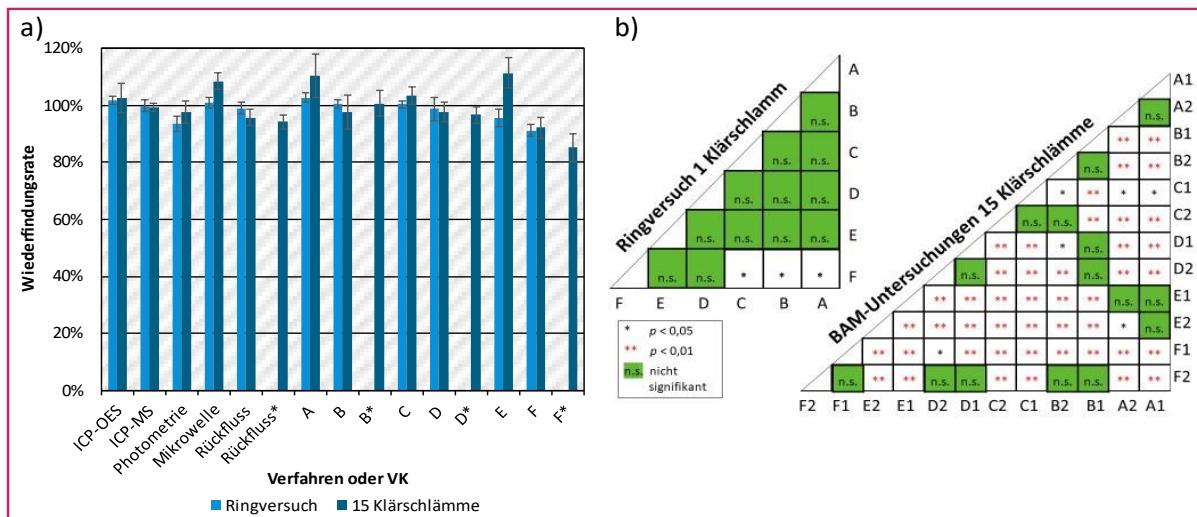 a)
120%
100%
80%
60%
40%
20%
0%
Wiederfindungsrate
ICP-OES
ICP-MS
Photometrie
Mikrowelle
Rückfluss
Rückfluss*
A
B
B*
C
D
D*
E
F
F*
Verfahren oder VK
Ringversuch 15 Klärschlämme
b)
Ringversuch 1 Klärschlamm
A
n.s. B
n.s. n.s. C
n.s. n.s. n.s. D
n.s. n.s. n.s. n.s. E
n.s. n.s. * * * F
F E D C B A
* p < 0,05
** p < 0,01
n.s. nicht
signifikant
BAM-Untersuchungen 15 Klärschlämme
A1
n.s. A2
** ** B1
n.s. ** ** B2
* ** * * C1
n.s. n.s. ** ** ** C2
** ** * n.s. ** ** D1
n.s. ** ** ** n.s. ** ** D2
** ** ** ** ** ** n.s. n.s. E1
** ** ** ** ** ** ** * n.s. E2
** ** * ** ** ** ** ** ** ** F1
n.s. ** ** n.s. n.s. ** ** n.s. n.s. ** ** F2
F2 F1 E2 E1 D2 D1 C2 C1 B2 B1 A2 A1